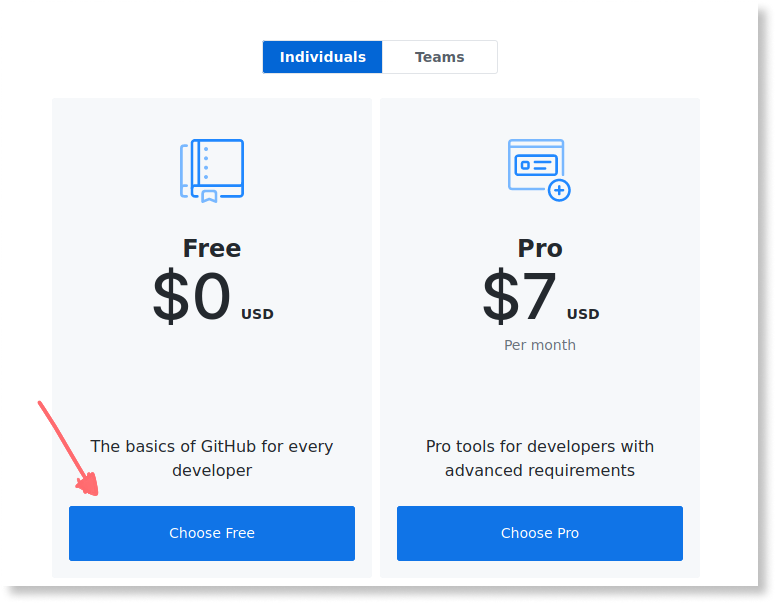 Individuals Teams
Free
$0 USD
The basics of GitHub for every
developer
Choose Free
Pro
$7 USD
Per month
Pro tools for developers with
advanced requirements
Choose Pro